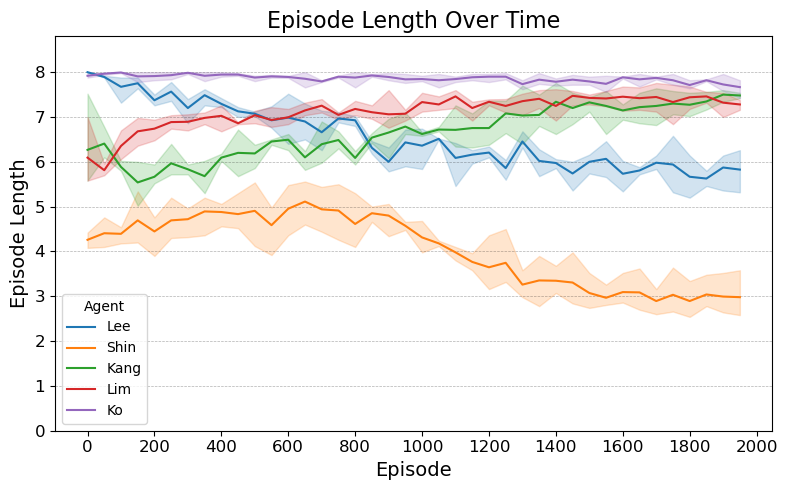 Episode Length Over Time
Episode Length
8
7
6
5
4
3
2
1
0
Agent
Lee
Shin
Kang
Lim
Ko
0 200 400 600 800 1000 1200 1400 1600 1800 2000
Episode